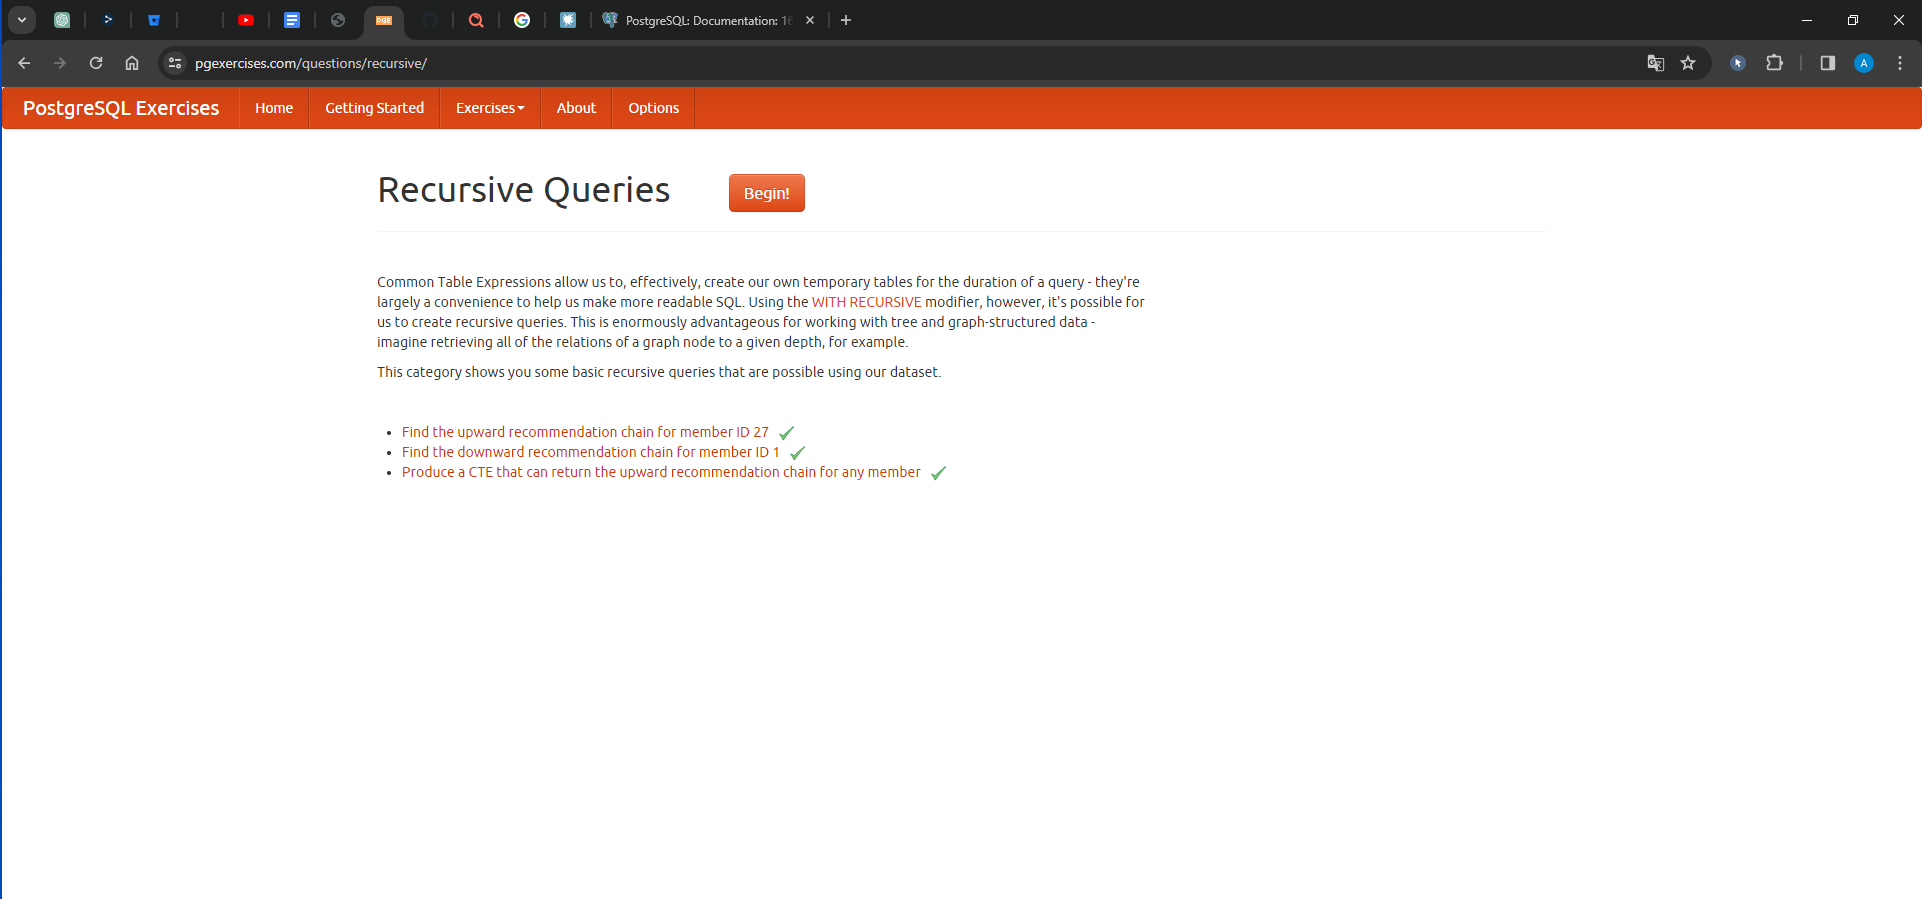 PGE
PostgreSQL: Documentation: 16
pgexercises.com/questions/recursive/
A
PostgreSQL Exercises Home Getting Started Exercises About Options
Recursive Queries Begin!
Common Table Expressions allow us to, effectively, create our own temporary tables for the duration of a query - they're
largely a convenience to help us make more readable SQL. Using the WITH RECURSIVE modifier, however, it's possible for
us to create recursive queries. This is enormously advantageous for working with tree and graph-structured data -
imagine retrieving all of the relations of a graph node to a given depth, for example.
This category shows you some basic recursive queries that are possible using our dataset.
Find the upward recommendation chain for member ID 27
Find the downward recommendation chain for member ID 1
Produce a CTE that can return the upward recommendation chain for any member